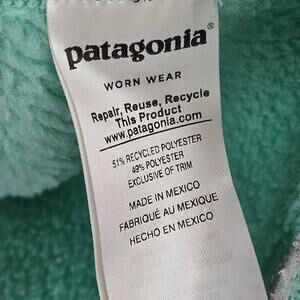 patagonia®
WORN WEAR
Repair, Reuse, Recycle
This Product
www.patagonia.com
51% RECYCLED POLYESTER
49% POLYESTER
EXCLUSIVE OF TRIM
MADE IN MEXICO
FABRIQUÉ AU MEXIQUE
HECHO EN MEXICO